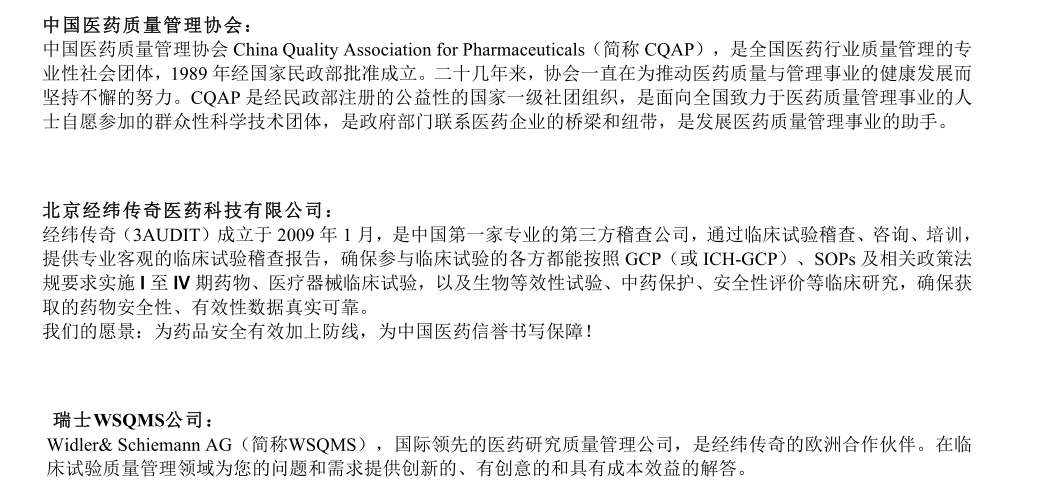 中国医药质量管理协会：
中国医药质量管理协会 China Quality Association for Pharmaceuticals（简称 CQAP），是全国医药行业质量管理的专
业性社会团体，1989 年经国家民政部批准成立。二十几年来，协会一直在为推动医药质量与管理事业的健康发展而
坚持不懈的努力。CQAP 是经民政部注册的公益性的国家一级社团组织，是面向全国致力于医药质量管理事业的人
士自愿参加的群众性科学技术团体，是政府部门联系医药企业的桥梁和纽带，是发展医药质量管理事业的助手。
北京经纬传奇医药科技有限公司：
经纬传奇（3AUDIT）成立于 2009 年 1 月，是中国第一家专业的第三方稽查公司，通过临床试验稽查、咨询、培训，
提供专业客观的临床试验稽查报告，确保参与临床试验的各方都能按照 GCP（或 ICH-GCP）、SOPs 及相关政策法
规要求实施 I 至 IV 期药物、医疗器械临床试验，以及生物等效性试验、中药保护、安全性评价等临床研究，确保获
取的药物安全性、有效性数据真实可靠。
我们的愿景：为药品安全有效加上防线，为中国医药信誉书写保障！
瑞士WSQMS公司：
Widler& Schiemann AG（简称WSQMS），国际领先的医药研究质量管理公司，是经纬传奇的欧洲合作伙伴。在临
床试验质量管理领域为您的问题和需求提供创新的、有创意的和具有成本效益的解答。